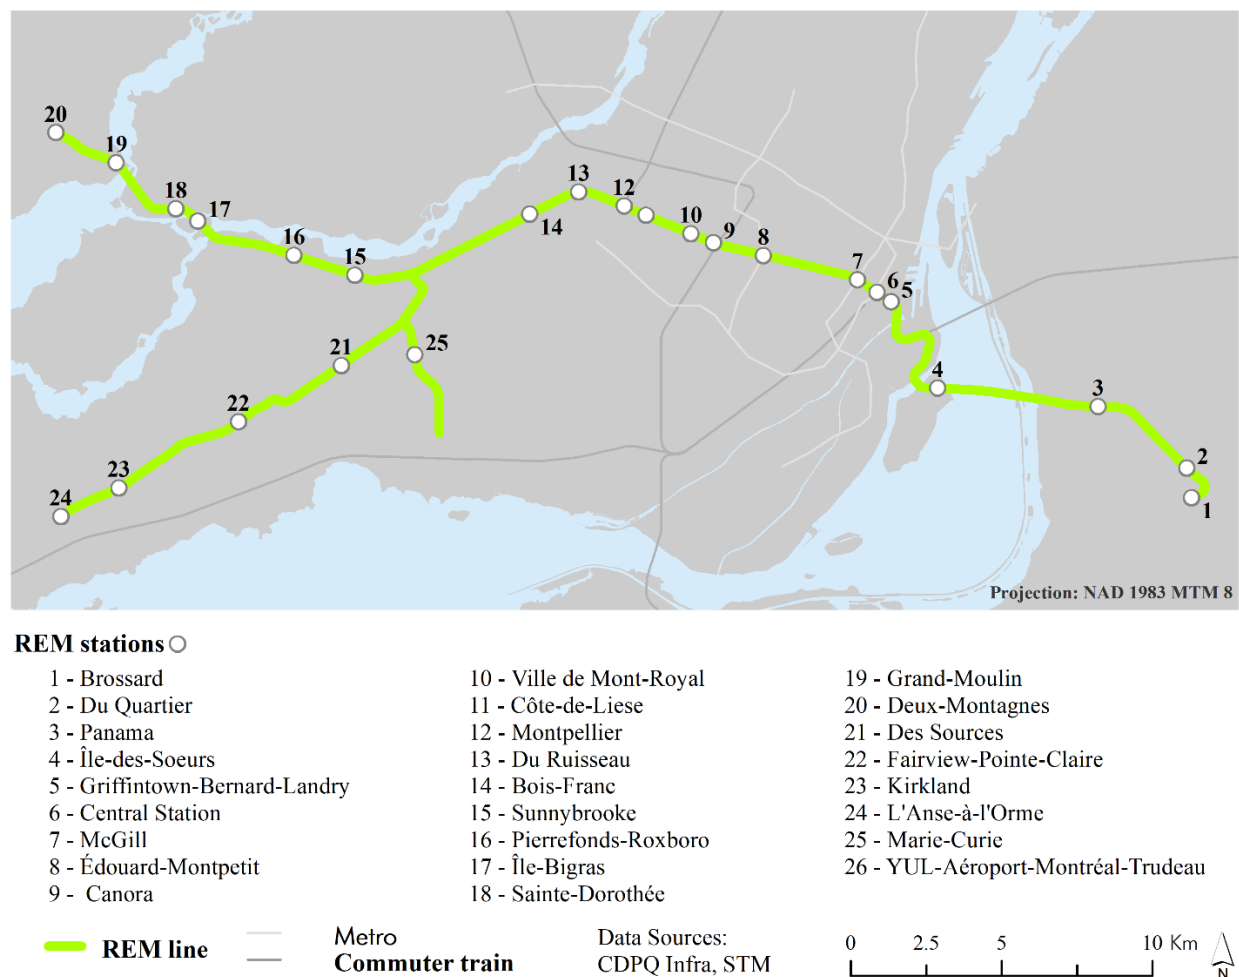 20
19
18
17
16
15
14
13
12
10
9
8
7
6
5
4
3
2
1
21
22
23
24
25
Projection: NAD 1983 MTM 8
REM stations
1 - Brossard
2 - Du Quartier
3 - Panama
4 - Île-des-Soeurs
5 - Griffintown-Bernard-Landry
6 - Central Station
7 - McGill
8 - Édouard-Montpetit
9 - Canora
10 - Ville de Mont-Royal
11 - Côte-de-Liese
12 - Montpellier
13 - Du Ruisseau
14 - Bois-Franc
15 - Sunnybrooke
16 - Pierrefonds-Roxboro
17 - Île-Bigras
18 - Sainte-Dorothée
19 - Grand-Moulin
20 - Deux-Montagnes
21 - Des Sources
22 - Fairview-Pointe-Claire
23 - Kirkland
24 - L'Anse-à-l'Orme
25 - Marie-Curie
26 - YUL-Aéroport-Montréal-Trudeau
REM line
Metro
Commuter train
Data Sources:
CDPQ Infra, STM
0 2.5 5 10 Km
N